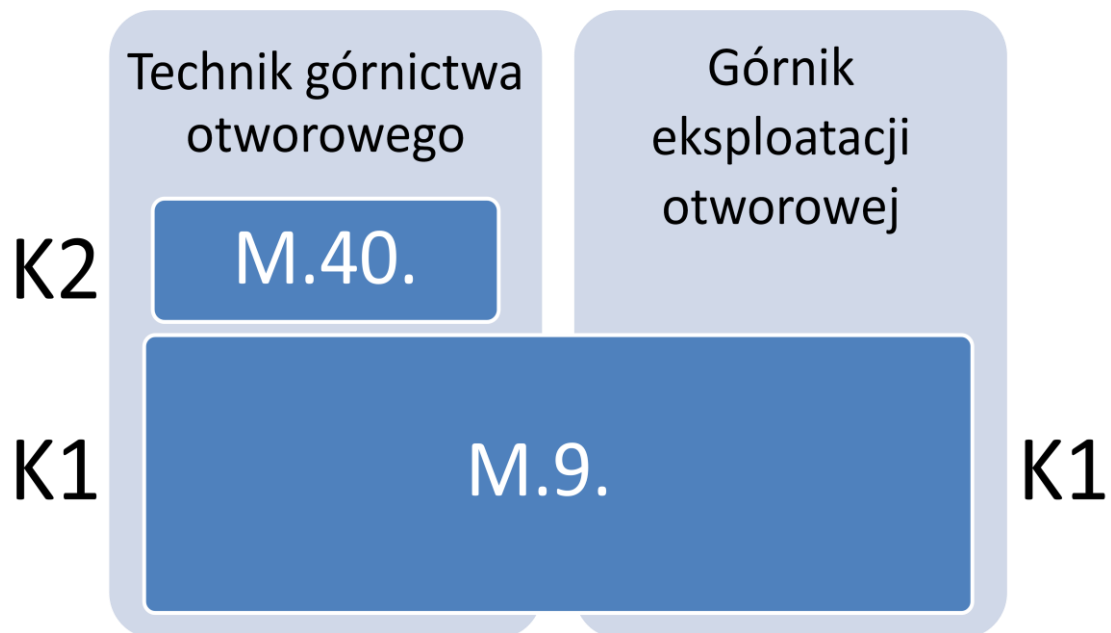 Technik górnictwa
otworowego
Górnik
eksploatacji
otworowej
K2
M.40.
K1
M.9.
K1